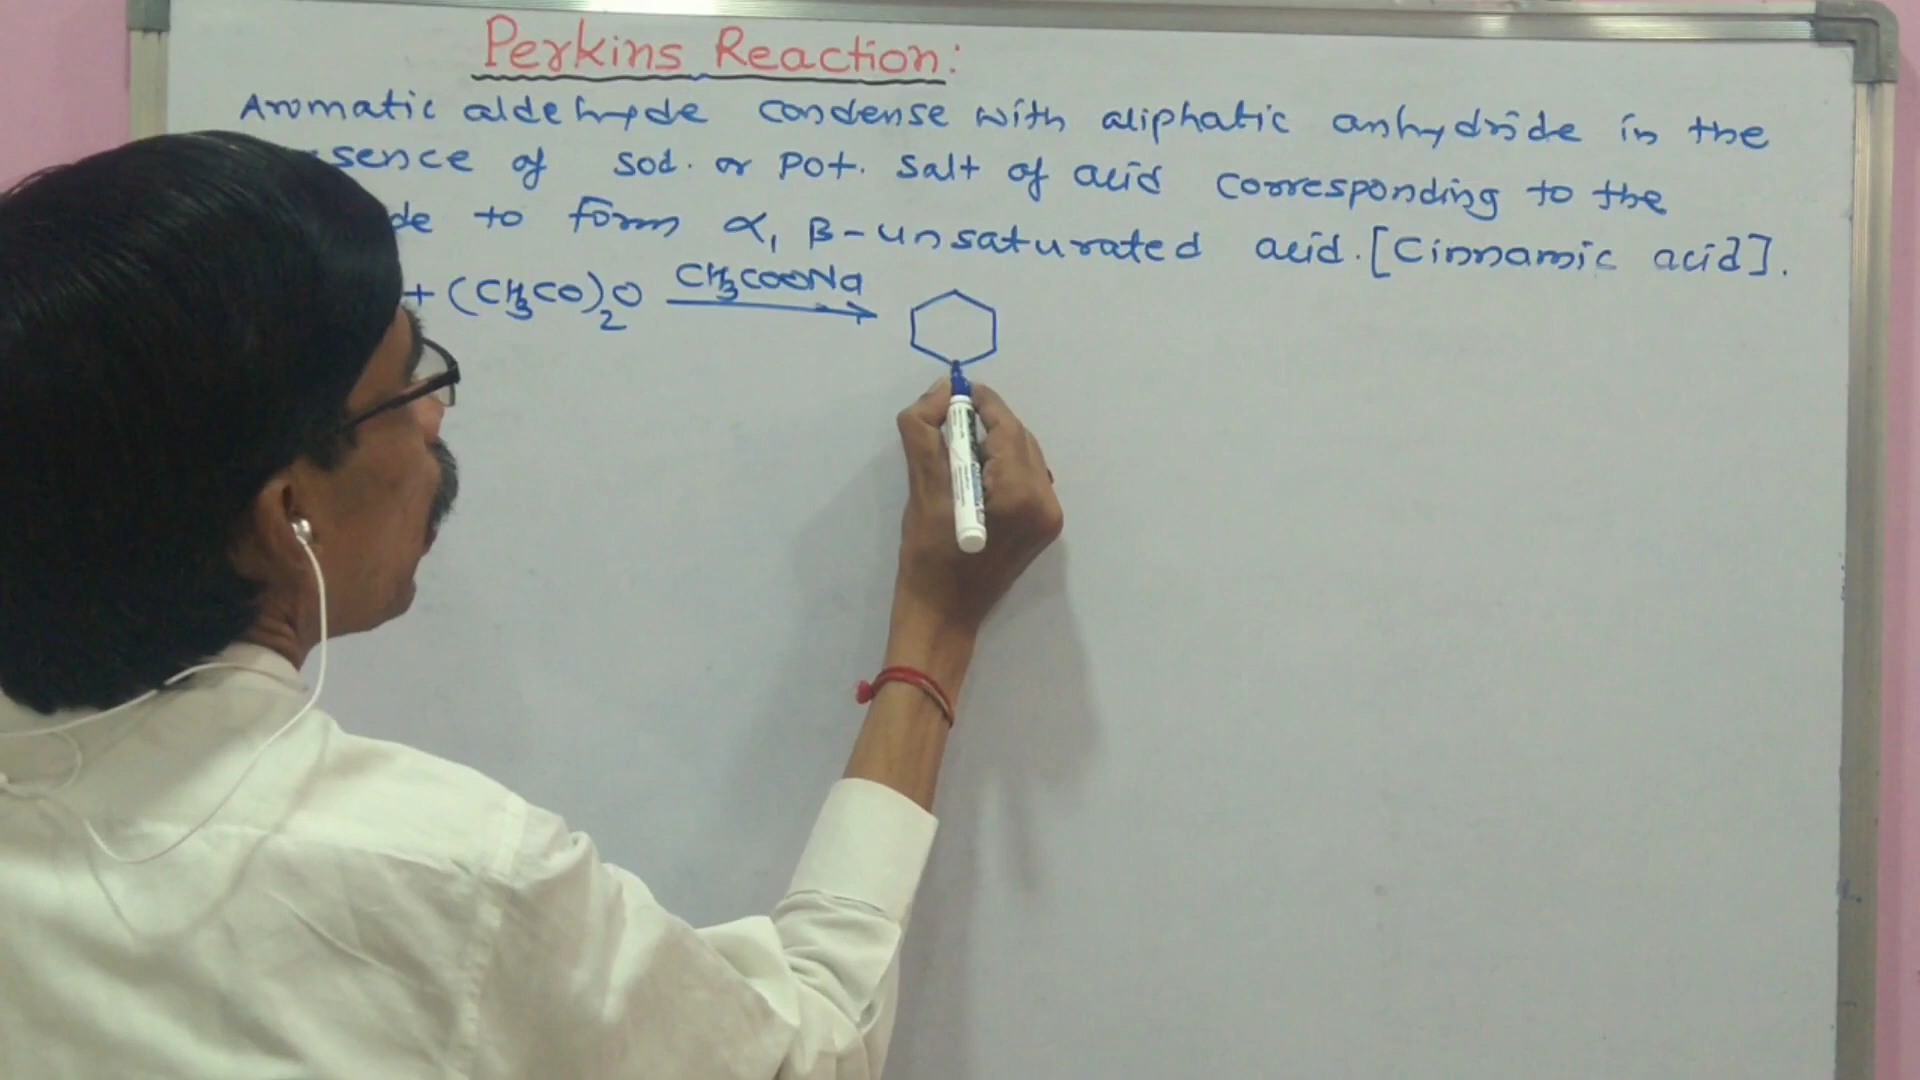 Perkins Reaction:
Aromatic aldehyde condense with aliphatic anhydride in the
sence of sod. or pot. salt of acid corresponding to the
de to form α, β-unsaturated acid. [Cinnamic acid].
+ (CH3CO)2O CH3COONa